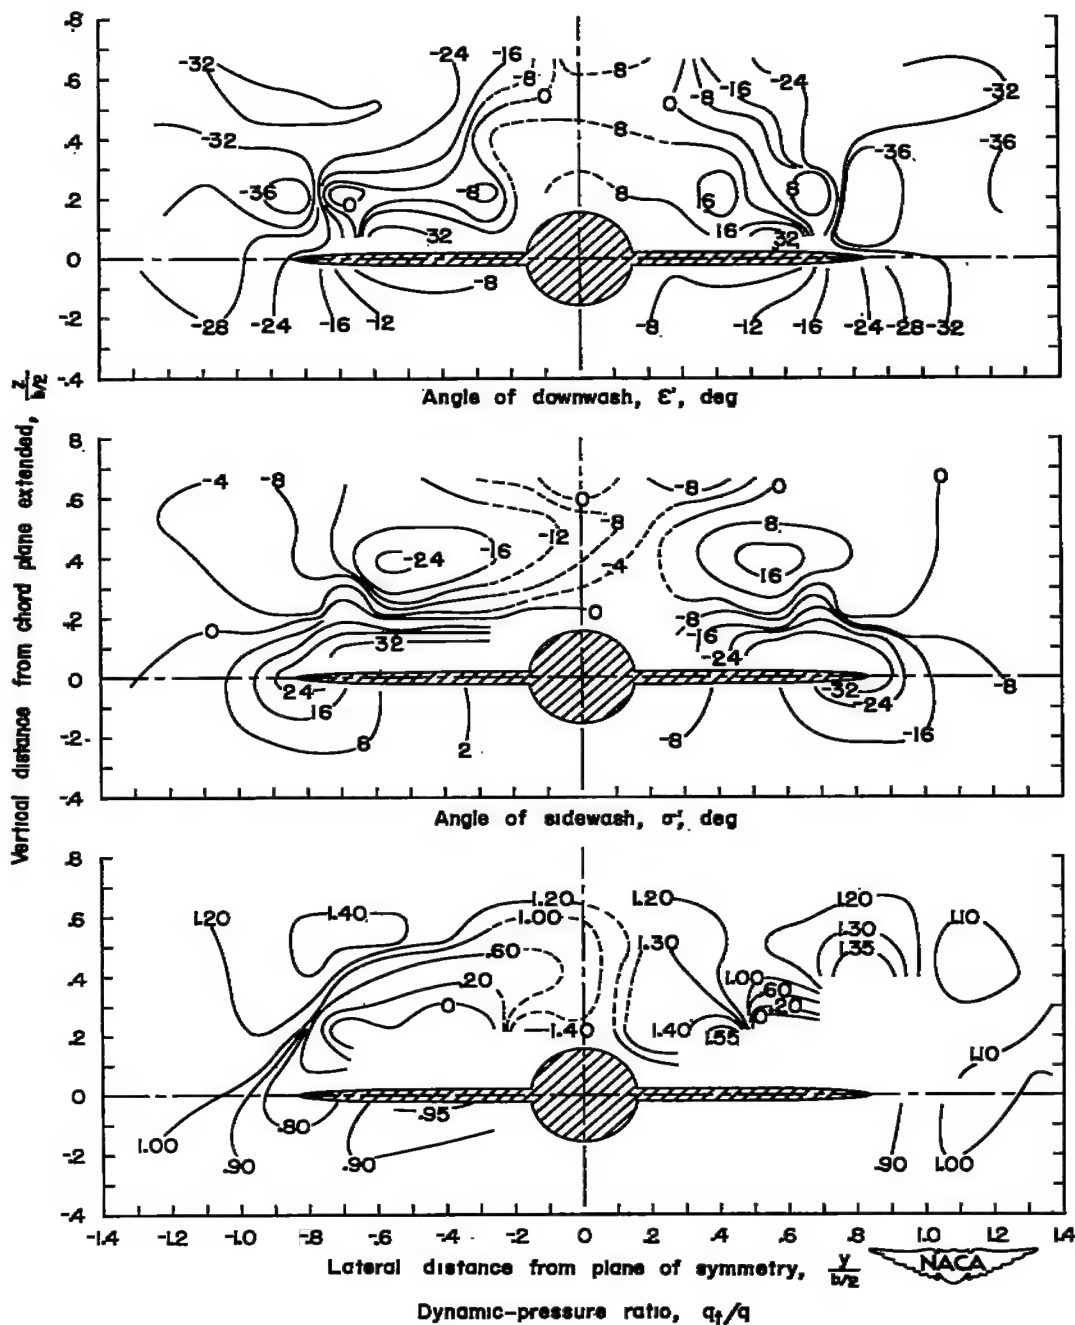 .8
.6
.4
.2
0
-.2
-.4
-32 -24 -16 -8 0 8 -8 -16 -24 -32
-32 8 -36 -36
-36 0 -8 8 16 8
32 16 32
-28 -24 -16 -12 -8 -8 -12 -16 -24 -28 -32
Angle of downwash, ε', deg
Vertical distance from chord plane extended, z/b/2
.8
.6
.4
.2
0
-.2
-.4
-4 -8 0 -8 0 0
-24 -16 -12 -8 -4 8 16
0 32 0 -8 -16 -24
24 16 8 2 -8 -32 -24 -16 -8
Angle of sidewash, σ', deg
.8
.6
.4
.2
0
-.2
-.4
1.20 1.40 1.20 1.00 1.20 1.20 1.10
.60 1.30 1.30 1.35
.20 0 1.40 1.40 1.55 1.00 .60 .20 0 1.10
1.00 .90 .80 .90 .95 .90 1.00
-1.4 -1.2 -1.0 -.8 -.6 -.4 -.2 0 .2 .4 .6 .8 1.0 1.2 1.4
Lateral distance from plane of symmetry, y/b/2
NACA
Dynamic-pressure ratio, qt/q